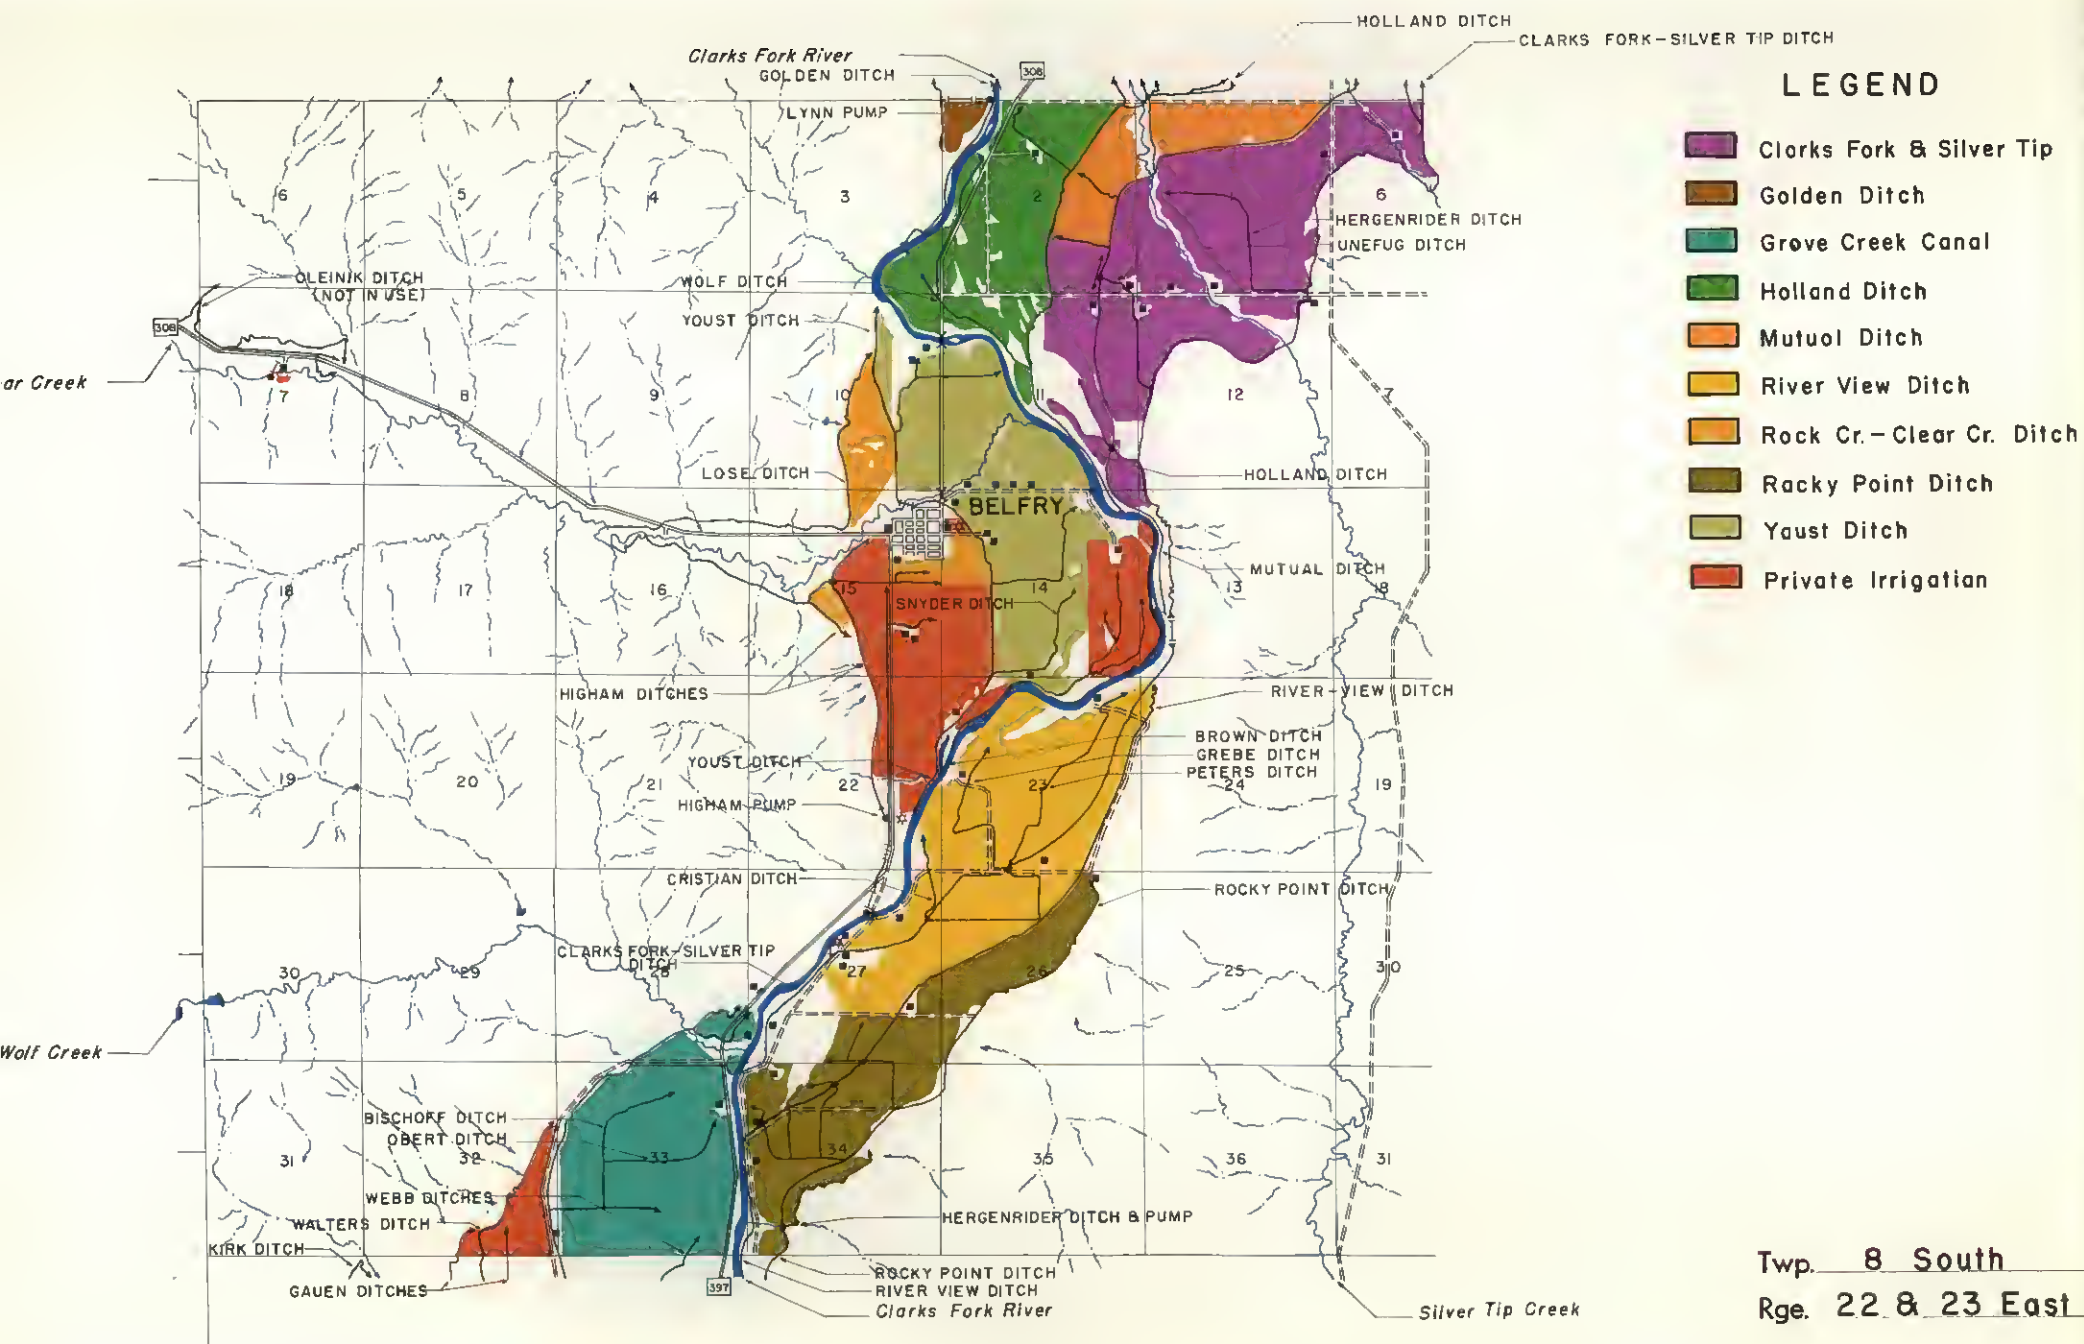 HOLLAND DITCH
CLARKS FORK-SILVER TIP DITCH
Clarks Fork River
GOLDEN DITCH
308
LYNN PUMP
LEGEND
Clorks Fork & Silver Tip
Golden Ditch
Grove Creek Canal
Holland Ditch
Mutuol Ditch
River View Ditch
Rock Cr.-Clear Cr. Ditch
Racky Point Ditch
Yaust Ditch
Private Irrigatian
6 5 4 3 2 6
HERGENRIDER DITCH
UNEFUG DITCH
OLEINIK DITCH
(NOT IN USE)
WOLF DITCH
YOUST DITCH
308
ar Creek
7 8 9 10 11 12 7
LOSE DITCH
HOLLAND DITCH
BELFRY
MUTUAL DITCH
18 17 16 15 14 13 18
SNYDER DITCH
HIGHAM DITCHES
RIVER-VIEW DITCH
BROWN DITCH
GREBE DITCH
PETERS DITCH
YOUST DITCH
19 20 21 22 23 24 19
HIGHAM PUMP
CRISTIAN DITCH
ROCKY POINT DITCH
CLARKS FORK-SILVER TIP
DITCH
30 29 28 27 26 25 30
Wolf Creek
BISCHOFF DITCH
OBERT DITCH
31 32 33 34 35 36 31
WEBB DITCHES
WALTERS DITCH
HERGENRIDER DITCH & PUMP
KIRK DITCH
GAUEN DITCHES
397
ROCKY POINT DITCH
RIVER VIEW DITCH
Clarks Fork River
Silver Tip Creek
Twp. 8 South
Rge. 22 & 23 East